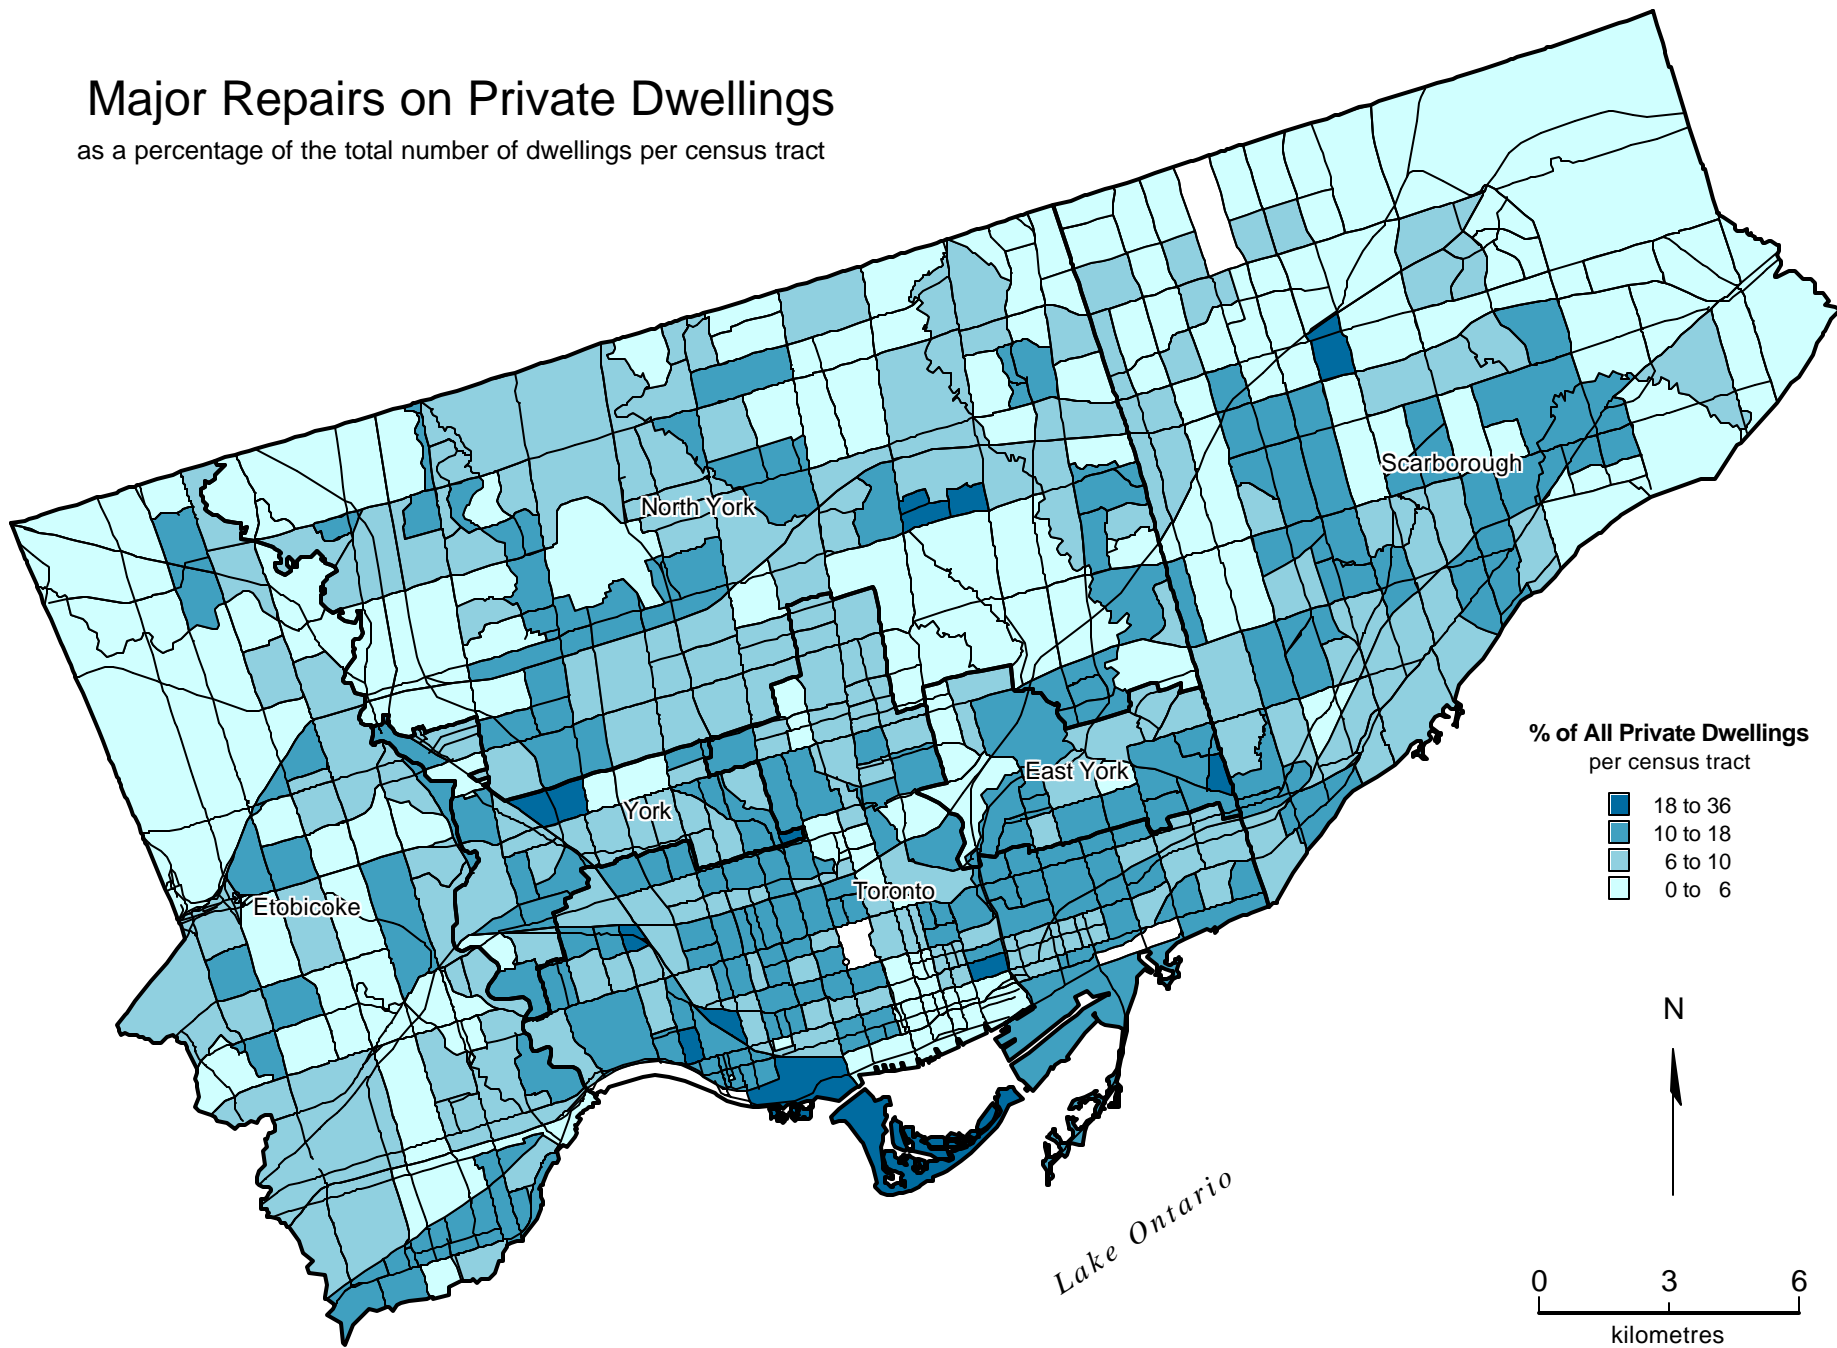 Major Repairs on Private Dwellings
as a percentage of the total number of dwellings per census tract
Scarborough
North York
East York
York
Toronto
Etobicoke
% of All Private Dwellings
per census tract
18 to 36
10 to 18
6 to 10
0 to 6
N
Lake Ontario
0 3 6
kilometres